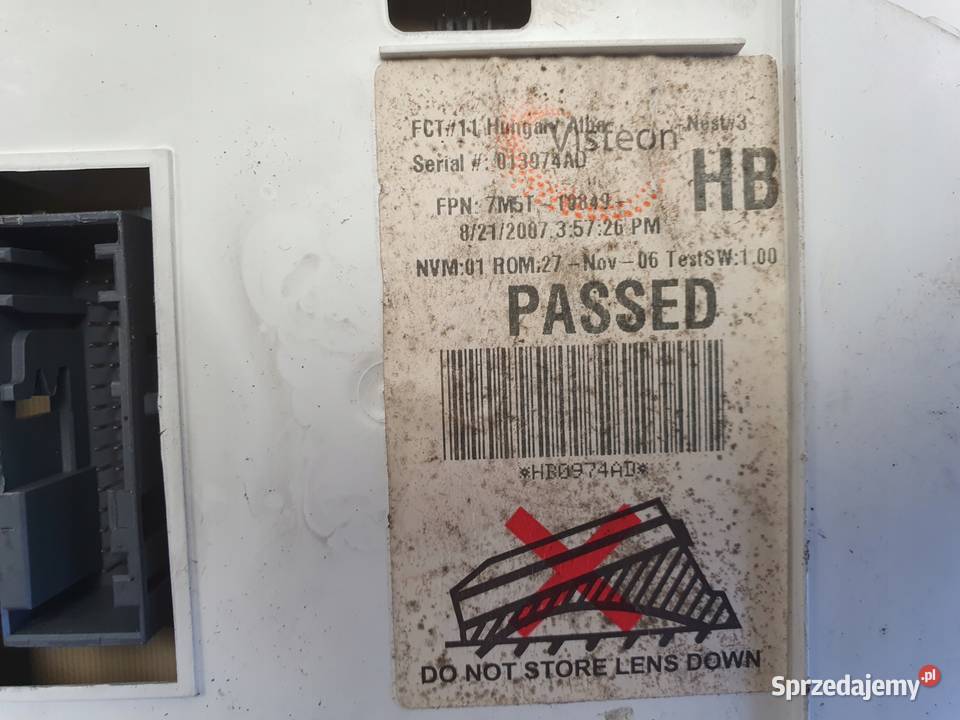 FCT#11 Hungary Alba Nest#3
Visteon
Serial #: 013974AD
HB
FPN: 7M5T -10849-
8/21/2007 3:57:26 PM
NVM:01 ROM:27 -Nov-06 TestSW:1.00
PASSED
*HB0974AD*
DO NOT STORE LENS DOWN
Sprzedajemy.pl